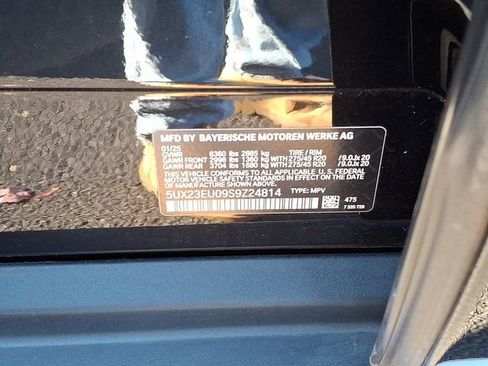 MFD BY BAYERISCHE MOTOREN WERKE AG
01/25
GVWR 6360 lbs 2885 kg TIRE / RIM
GAWR FRONT 2998 lbs 1360 kg WITH 275/45 R20 / 9.0Jx 20
GAWR REAR 3704 lbs 1680 kg WITH 275/45 R20 / 9.0Jx 20
THIS VEHICLE CONFORMS TO ALL APPLICABLE U.S. FEDERAL
MOTOR VEHICLE SAFETY STANDARDS IN EFFECT ON
THE DATE OF MANUFACTURE SHOWN ABOVE.
5UX23EU09S9Z24814 TYPE: MPV
475